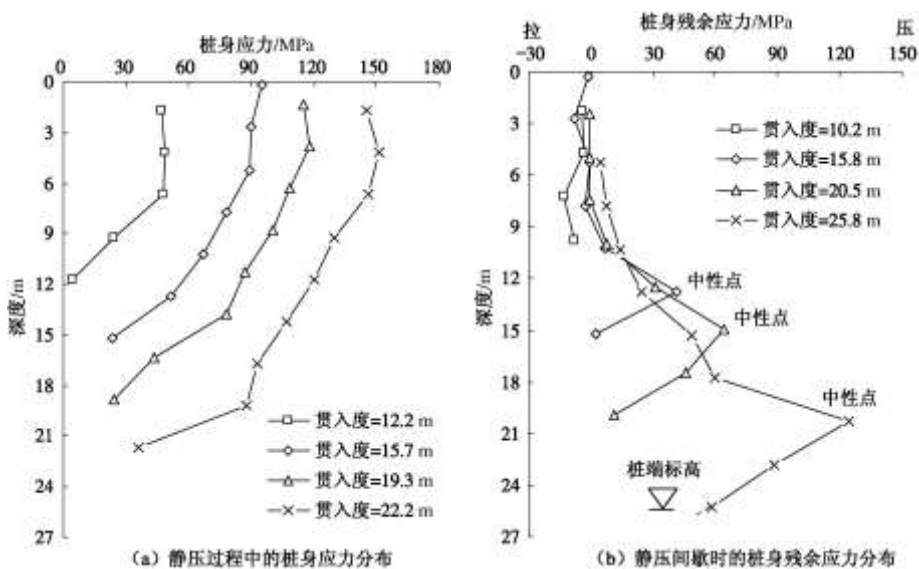 桩身应力/MPa
0 30 60 90 120 150 180
0
3
6
9
12
15
18
21
24
27
深度/m
贯入度=12.2 m
贯入度=15.7 m
贯入度=19.3 m
贯入度=22.2 m
(a) 静压过程中的桩身应力分布
桩身残余应力/MPa
拉 压
-30 0 30 60 90 120 150
0
3
6
9
12
15
18
21
24
27
深度/m
贯入度=10.2 m
贯入度=15.8 m
贯入度=20.5 m
贯入度=25.8 m
中性点
中性点
中性点
桩端标高
(b) 静压间歇时的桩身残余应力分布